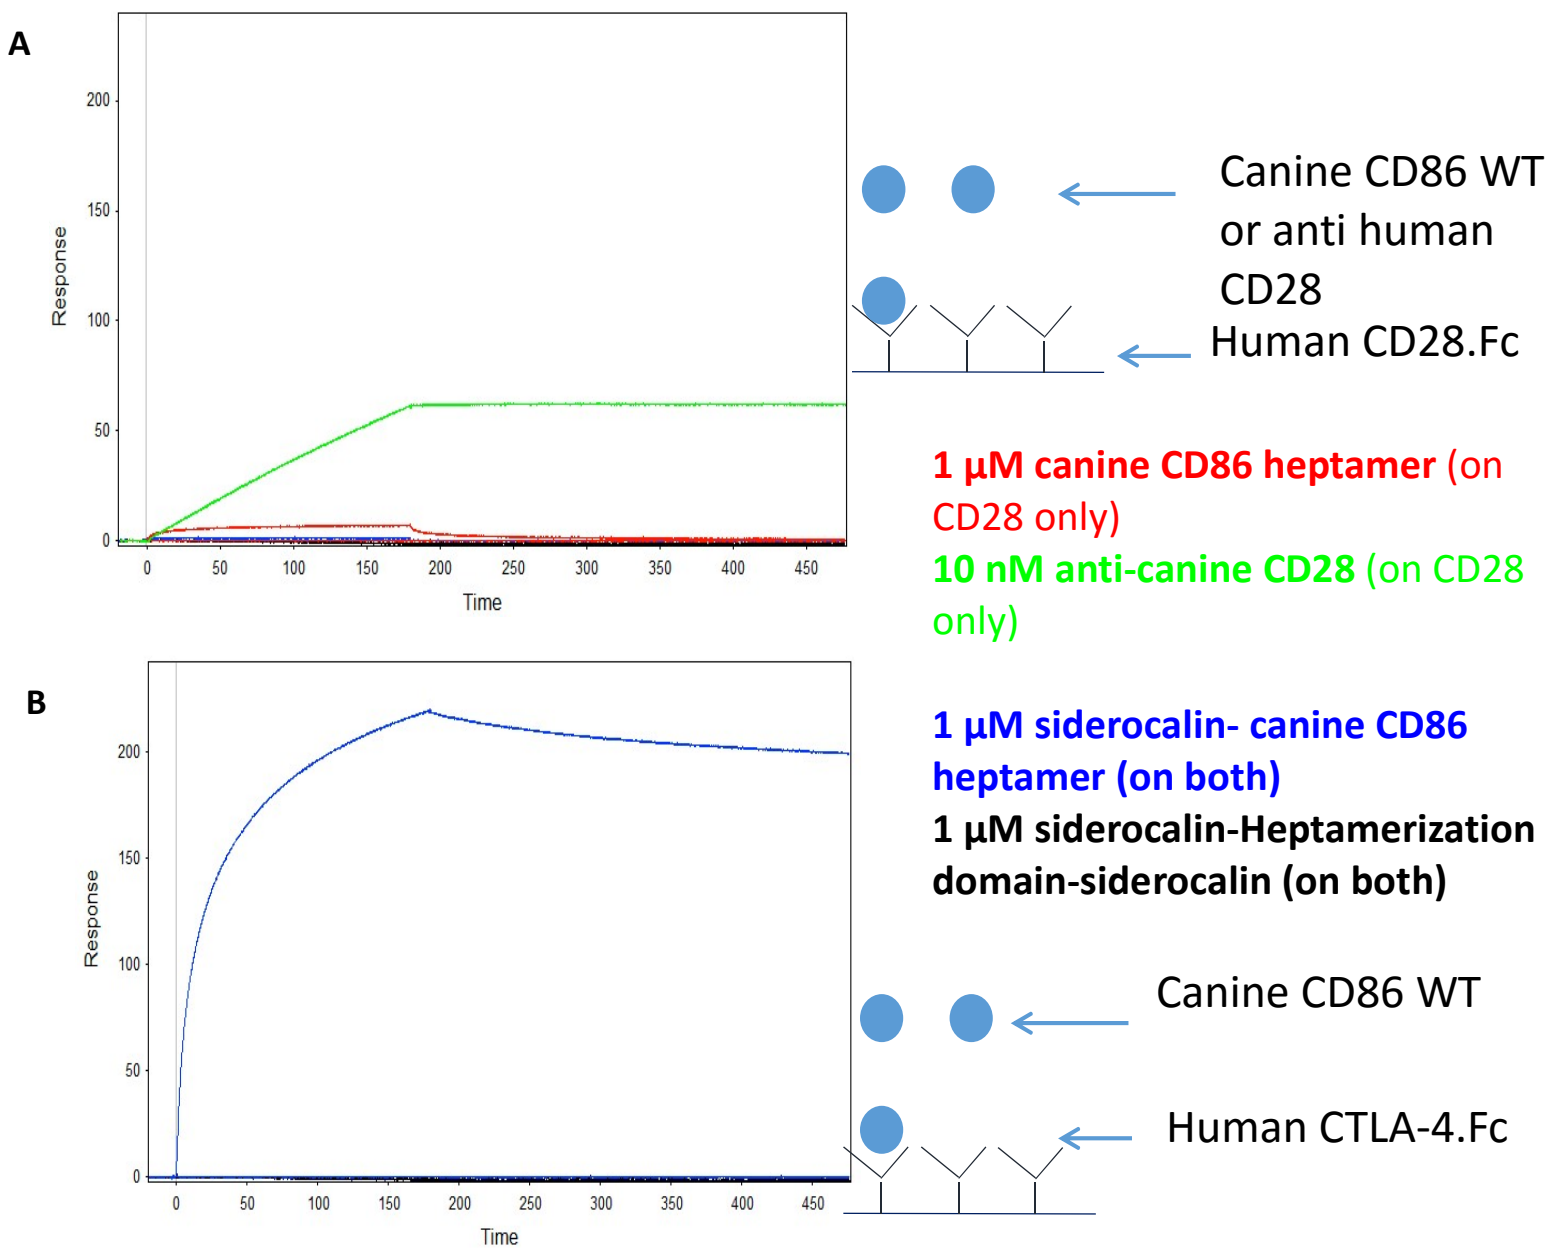 A
200
150
100
50
0
Response
0 50 100 150 200 250 300 350 400 450
Time
Canine CD86 WT
or anti human
CD28
Human CD28.Fc
1 µM canine CD86 heptamer (on
CD28 only)
10 nM anti-canine CD28 (on CD28
only)
B
200
150
100
50
0
Response
0 50 100 150 200 250 300 350 400 450
Time
1 µM siderocalin- canine CD86
heptamer (on both)
1 µM siderocalin-Heptamerization
domain-siderocalin (on both)
Canine CD86 WT
Human CTLA-4.Fc